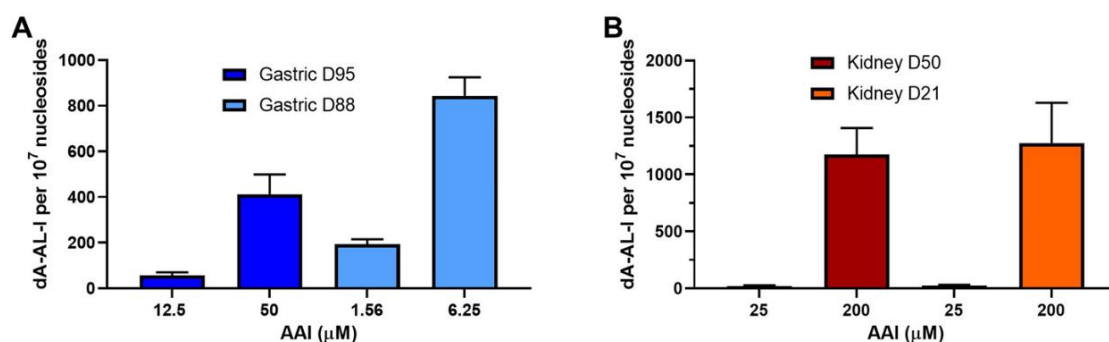 A
dA-AL-I per 10⁷ nucleosides
1000
800
600
400
200
0
Gastric D95
Gastric D88
12.5 50 1.56 6.25
AAI (μM)
B
dA-AL-I per 10⁷ nucleosides
2000
1500
1000
500
0
Kidney D50
Kidney D21
25 200 25 200
AAI (μM)